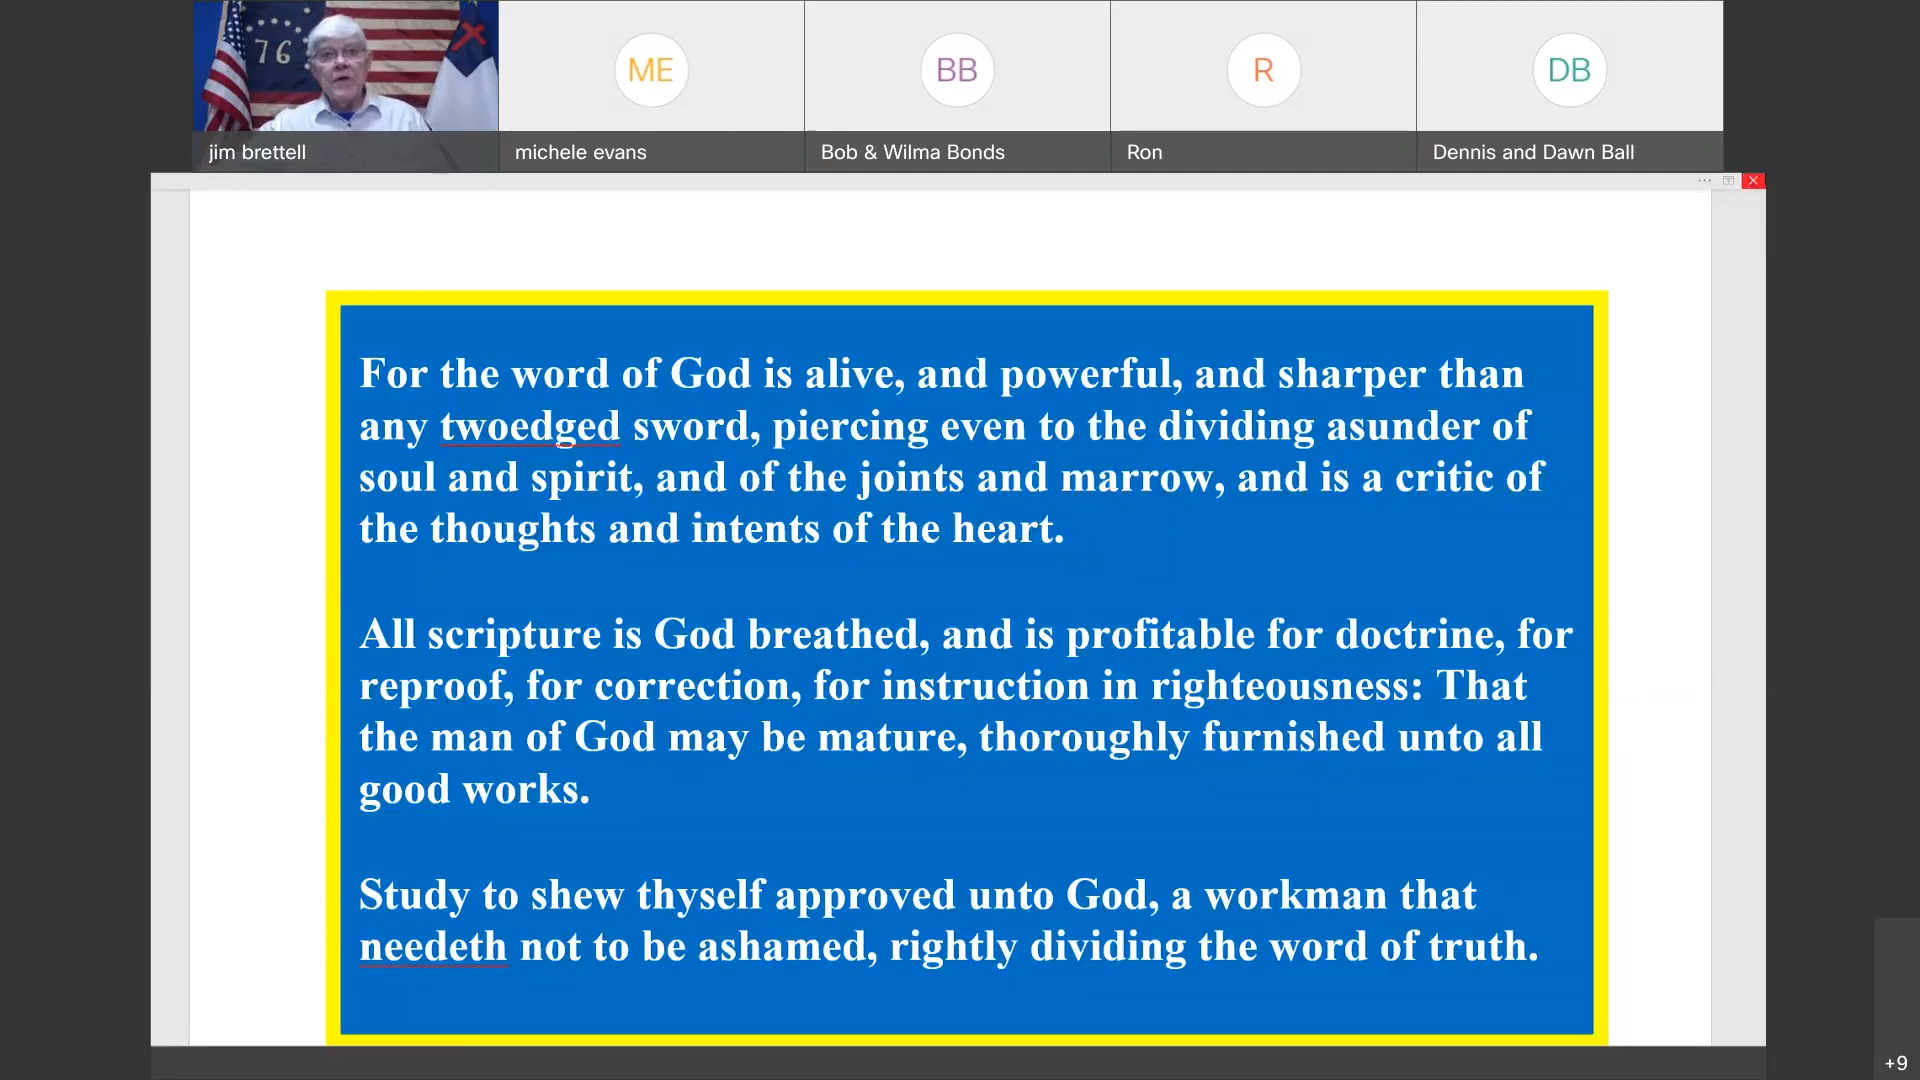 76
ME
BB
R
DB
jim brettell
michele evans
Bob & Wilma Bonds
Ron
Dennis and Dawn Ball
For the word of God is alive, and powerful, and sharper than
any twoedged sword, piercing even to the dividing asunder of
soul and spirit, and of the joints and marrow, and is a critic of
the thoughts and intents of the heart.
All scripture is God breathed, and is profitable for doctrine, for
reproof, for correction, for instruction in righteousness: That
the man of God may be mature, thoroughly furnished unto all
good works.
Study to shew thyself approved unto God, a workman that
needeth not to be ashamed, rightly dividing the word of truth.
+9